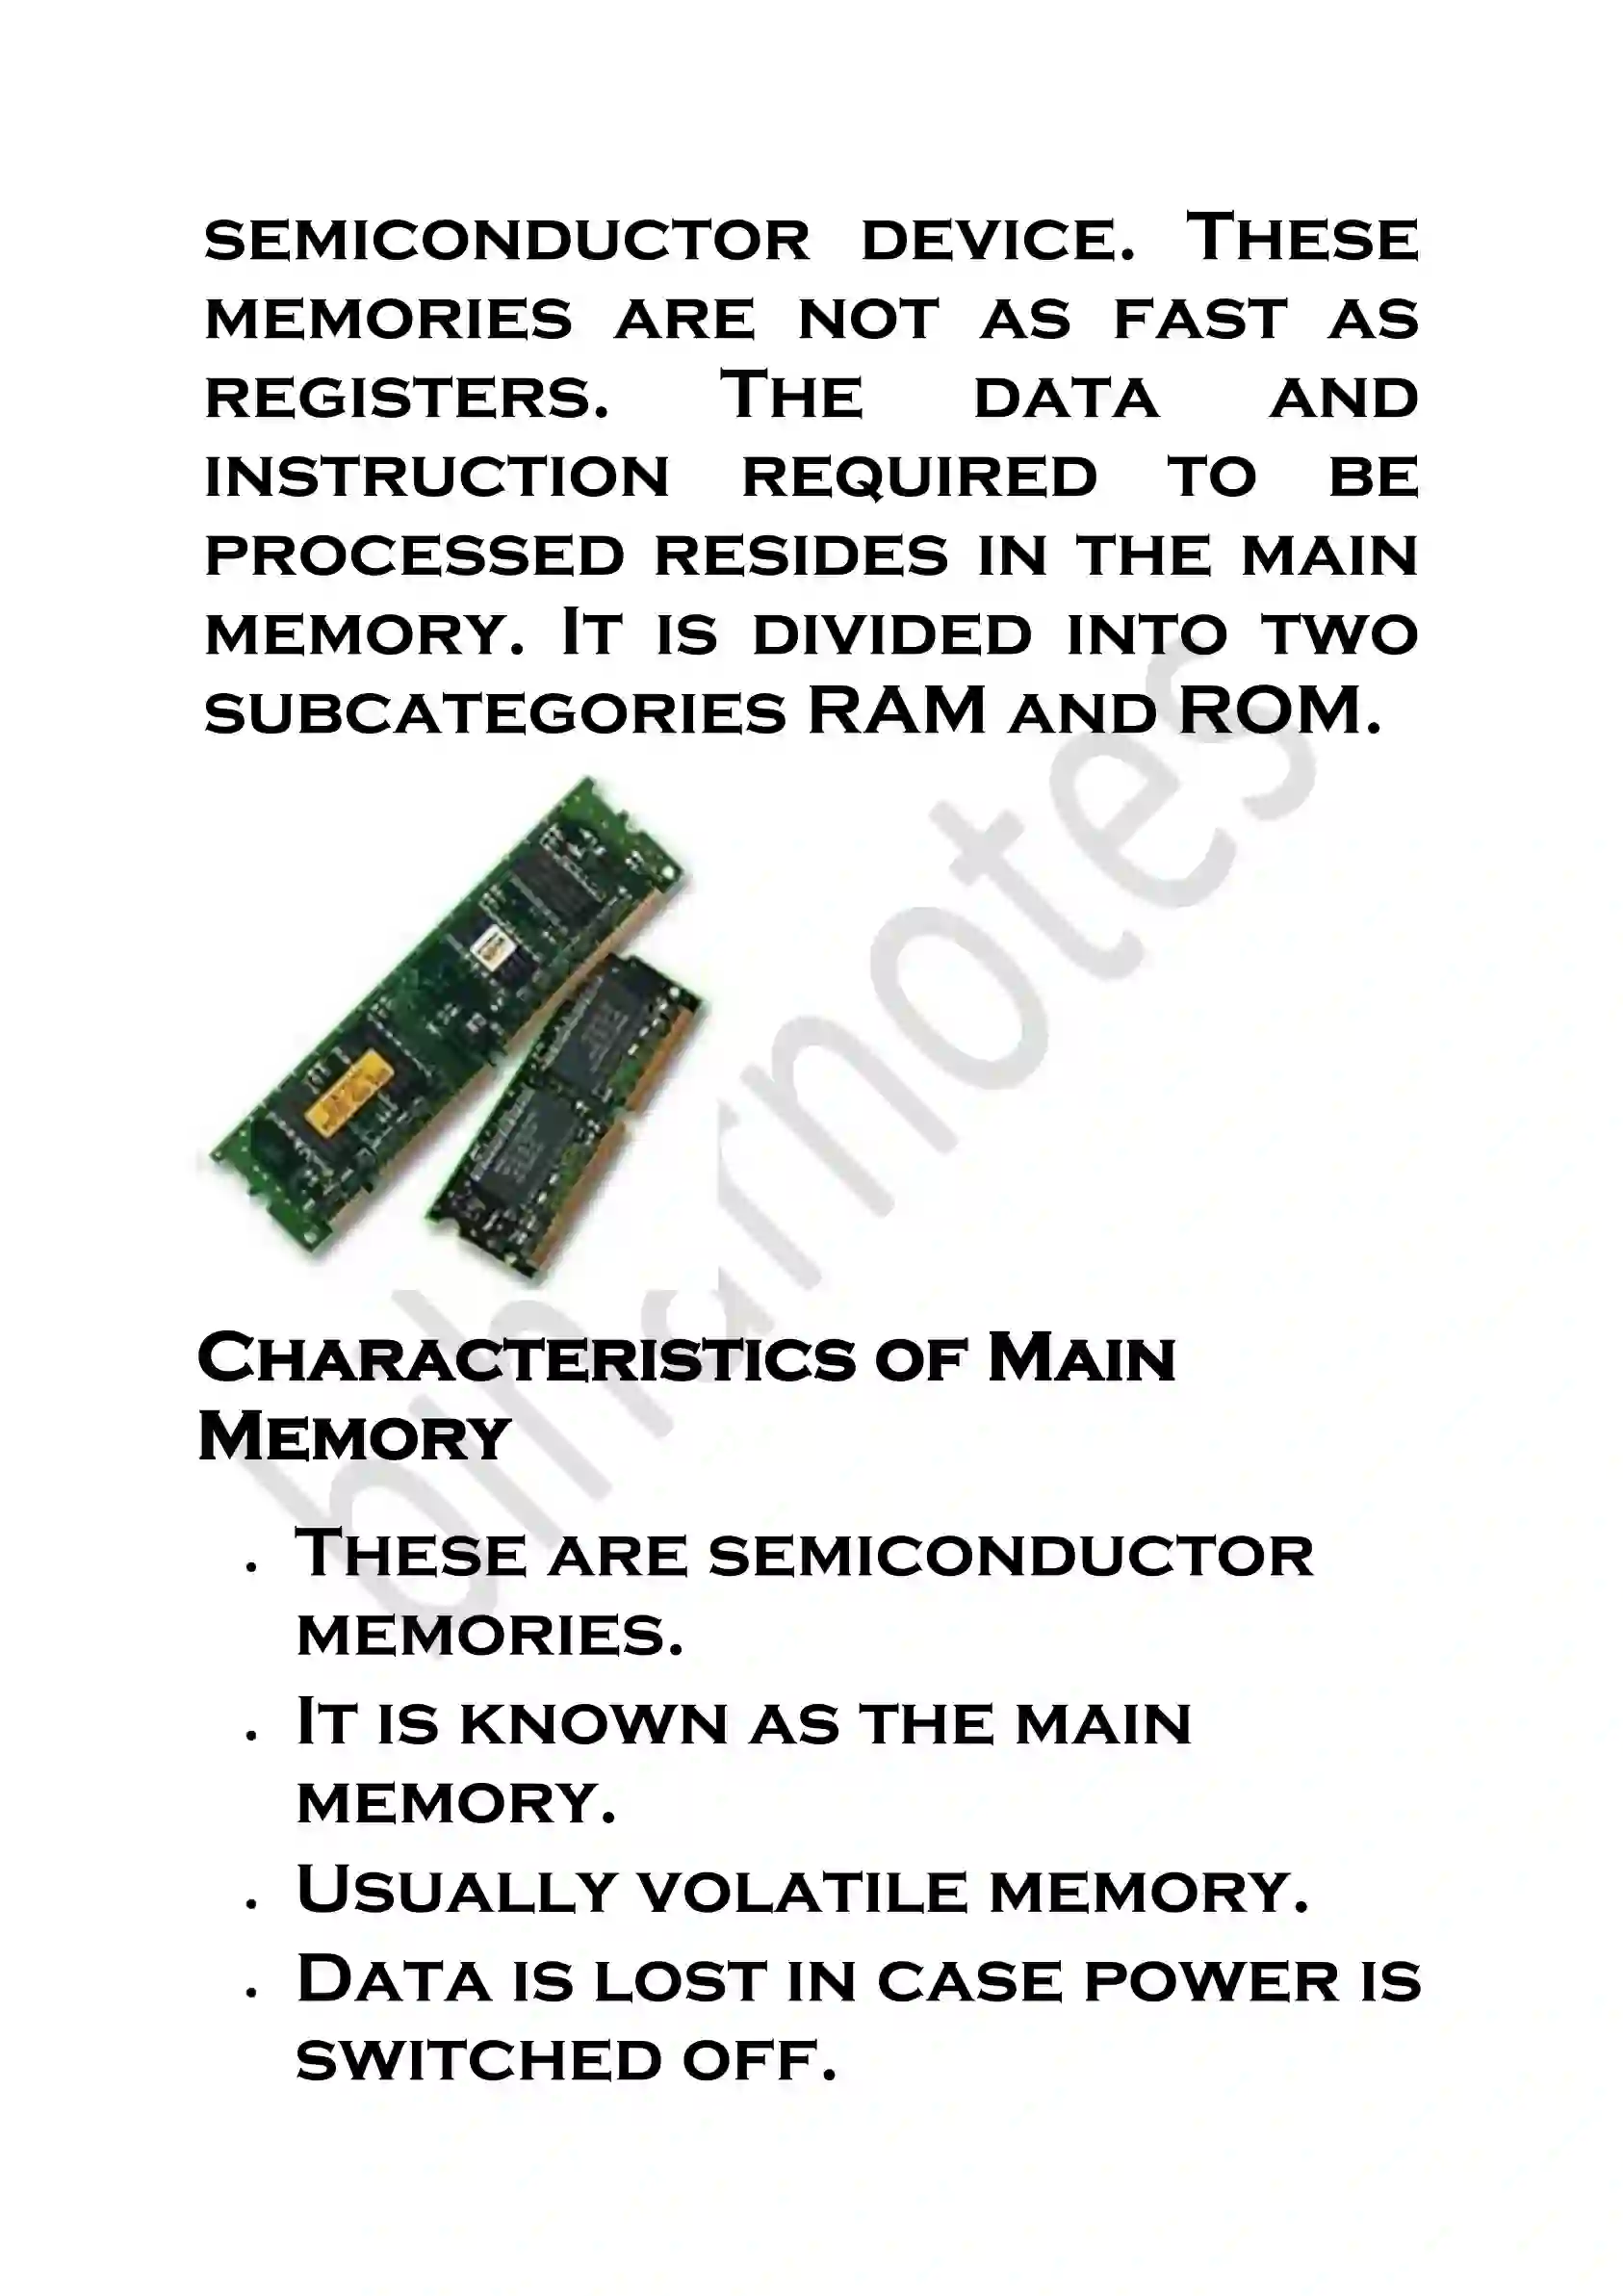 SEMICONDUCTOR DEVICE. THESE
MEMORIES ARE NOT AS FAST AS
REGISTERS. THE DATA AND
INSTRUCTION REQUIRED TO BE
PROCESSED RESIDES IN THE MAIN
MEMORY. IT IS DIVIDED INTO TWO
SUBCATEGORIES RAM AND ROM.
biharnotes
CHARACTERISTICS OF MAIN
MEMORY
. THESE ARE SEMICONDUCTOR
MEMORIES.
. IT IS KNOWN AS THE MAIN
MEMORY.
. USUALLY VOLATILE MEMORY.
. DATA IS LOST IN CASE POWER IS
SWITCHED OFF.